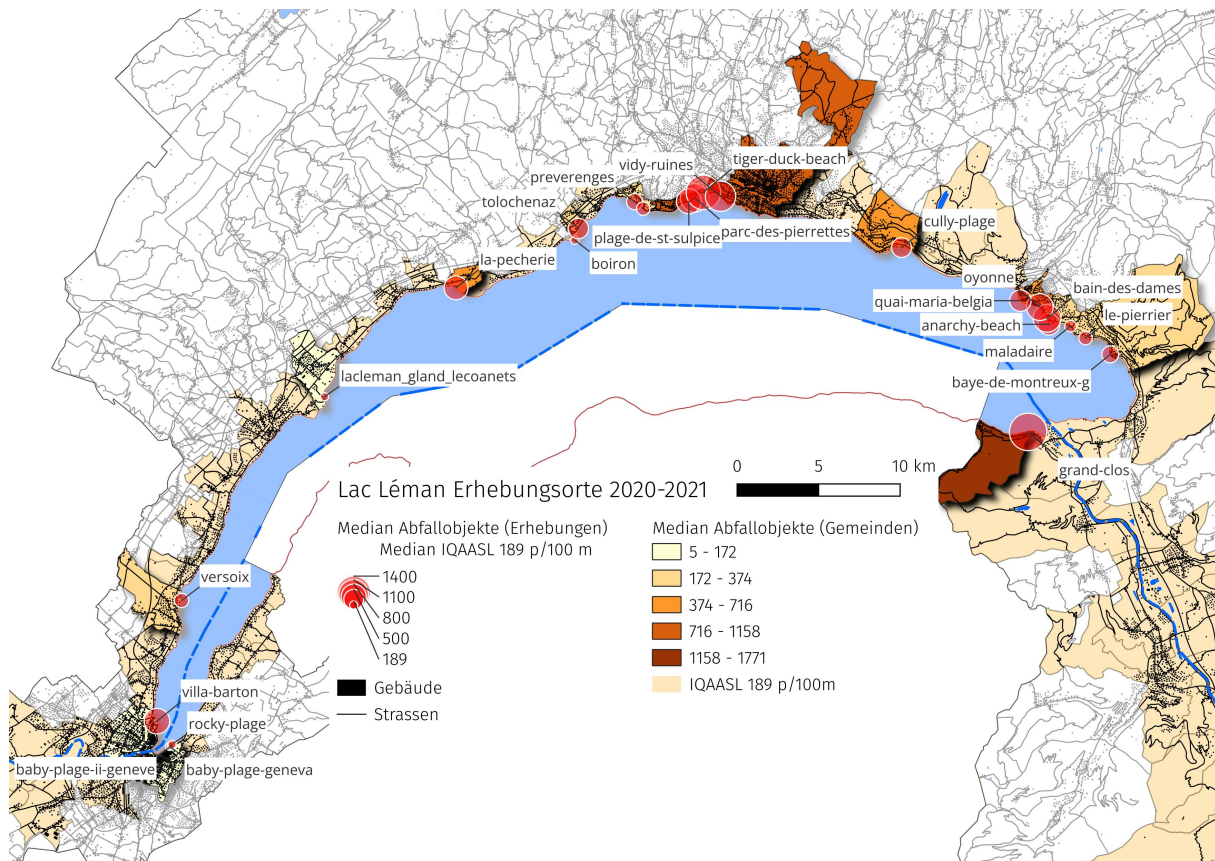 vidy-ruines
tiger-duck-beach
preverenges
tolochenaz
cully-plage
plage-de-st-sulpice
parc-des-pierrettes
la-pecherie
boiron
oyonne
bain-des-dames
quai-maria-belgia
le-pierrier
anarchy-beach
maladaire
baye-de-montreux-g
lacleman_gland_lecoanets
grand-clos
0 5 10 km
Lac Léman Erhebungsorte 2020-2021
Median Abfallobjekte (Erhebungen)
Median IQAASL 189 p/100 m
1400
1100
800
500
189
Gebäude
Strassen
Median Abfallobjekte (Gemeinden)
5 - 172
172 - 374
374 - 716
716 - 1158
1158 - 1771
IQAASL 189 p/100m
versoix
villa-barton
rocky-plage
baby-plage-ii-geneve
baby-plage-geneva